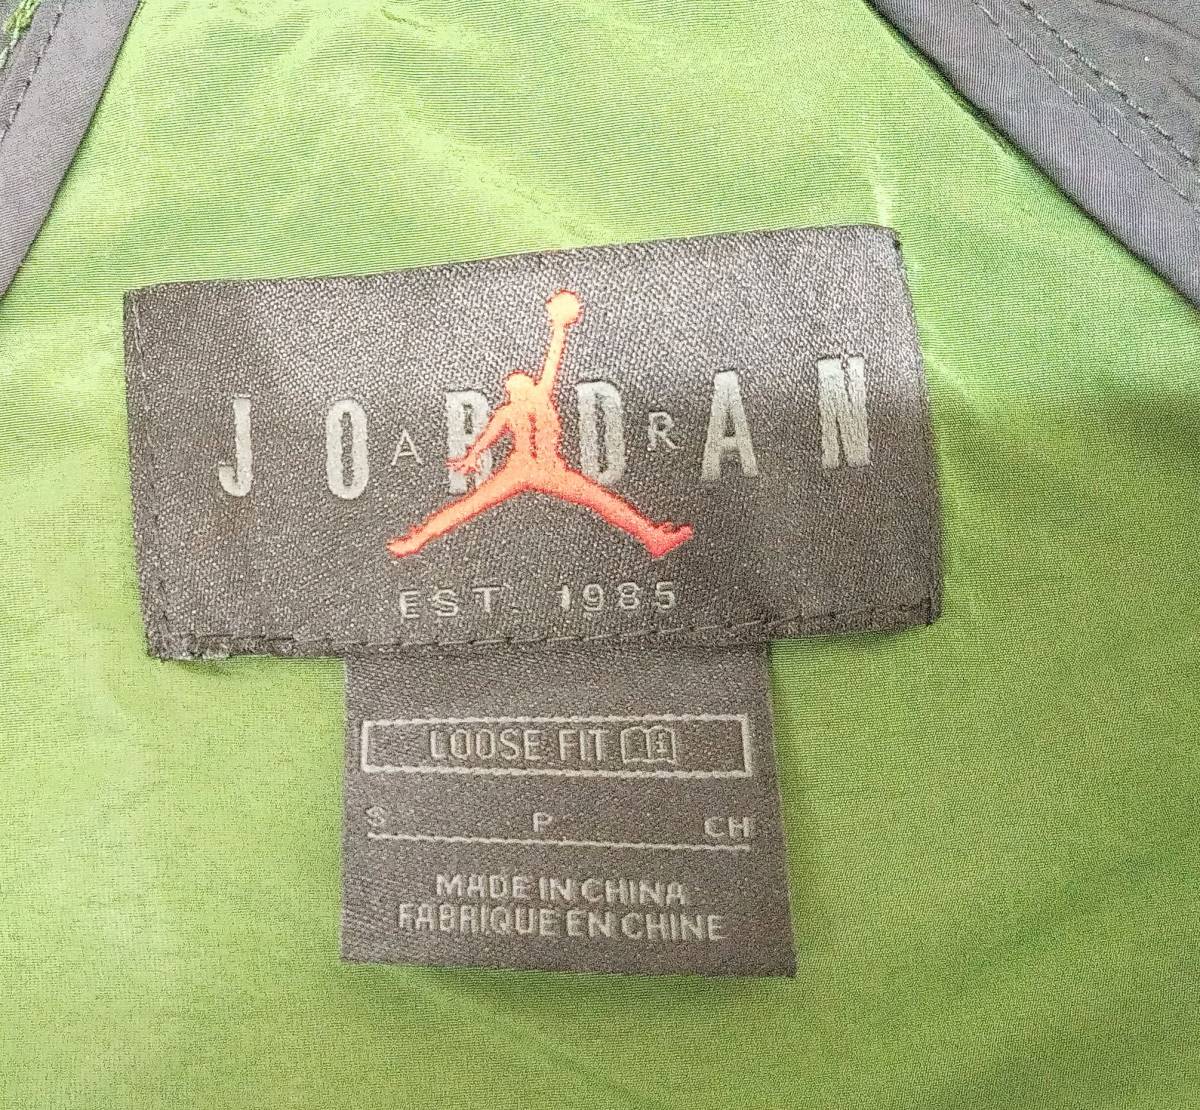 JORDAN
AIR
EST. 1985
LOOSE FIT
S P CH
MADE IN CHINA
FABRIQUE EN CHINE